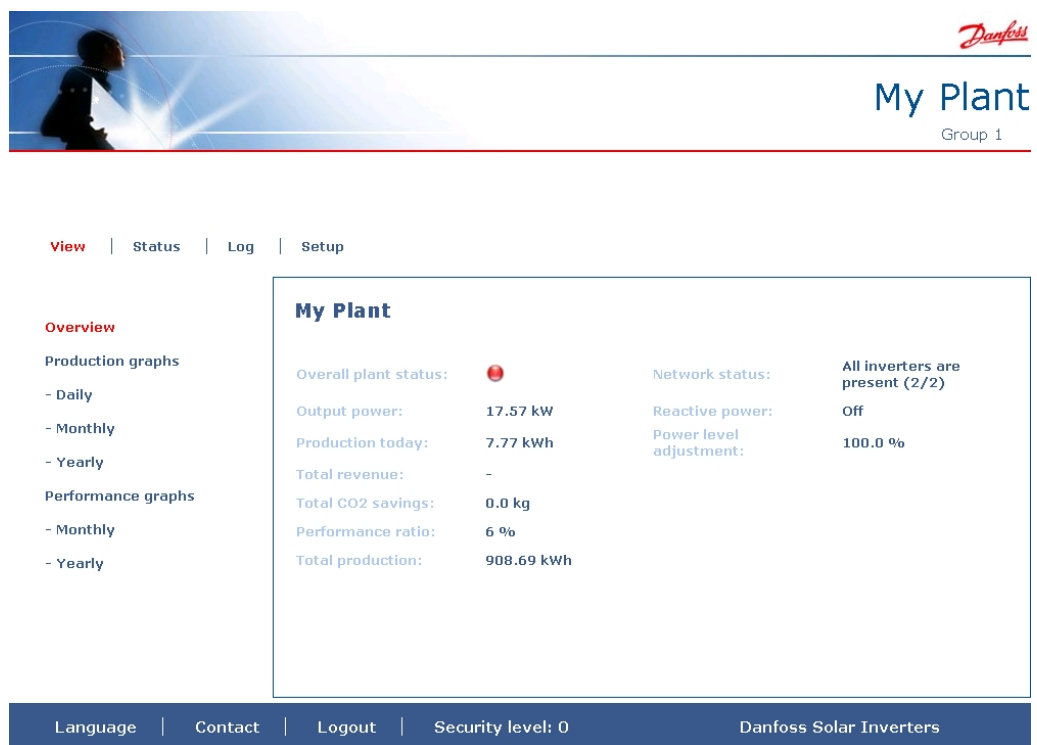 Danfoss
My Plant
Group 1
View | Status | Log | Setup
Overview
Production graphs
- Daily
- Monthly
- Yearly
Performance graphs
- Monthly
- Yearly
My Plant
Overall plant status:
Output power: 17.57 kW
Production today: 7.77 kWh
Total revenue: -
Total CO2 savings: 0.0 kg
Performance ratio: 6 %
Total production: 908.69 kWh
Network status: All inverters are
present (2/2)
Reactive power: Off
Power level
adjustment: 100.0 %
Language | Contact | Logout | Security level: 0 Danfoss Solar Inverters